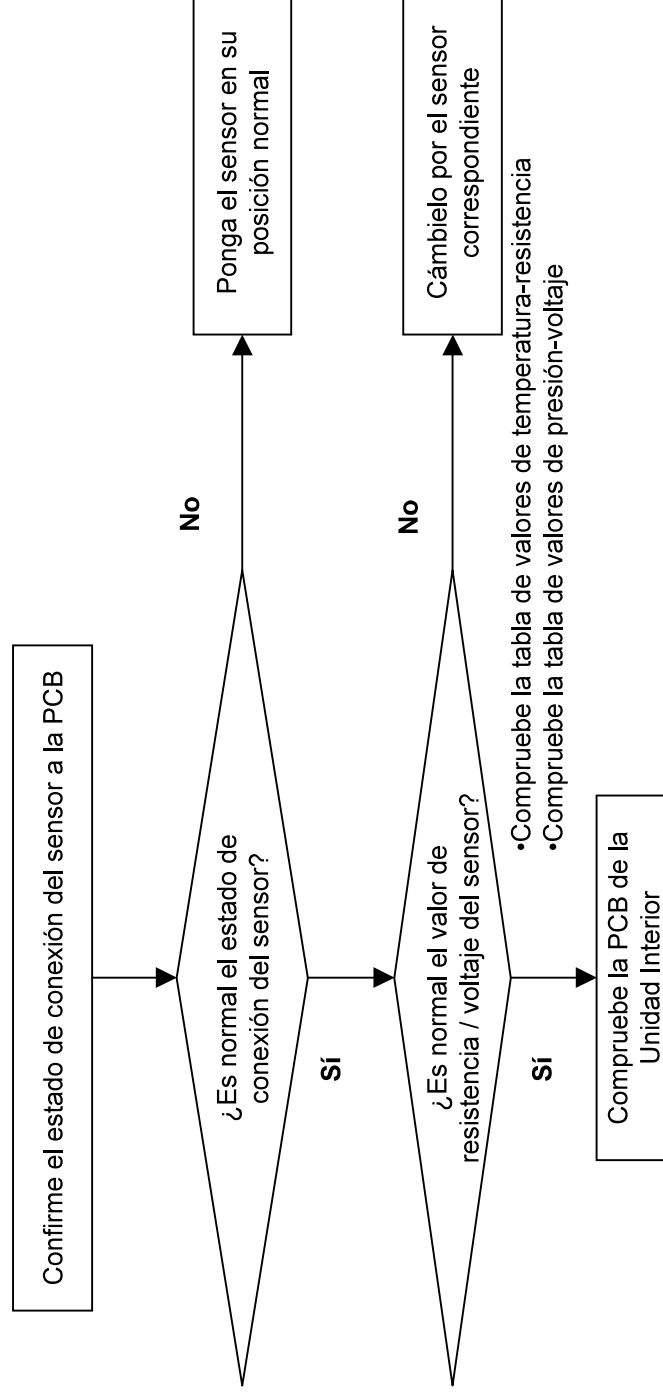 Confirme el estado de conexión del sensor a la PCB
¿Es normal el estado de
conexión del sensor?
No
Ponga el sensor en su
posición normal
Sí
¿Es normal el valor de
resistencia / voltaje del sensor?
No
Cámbielo por el sensor
correspondiente
•Compruebe la tabla de valores de temperatura-resistencia
•Compruebe la tabla de valores de presión-voltaje
Sí
Compruebe la PCB de la
Unidad Interior